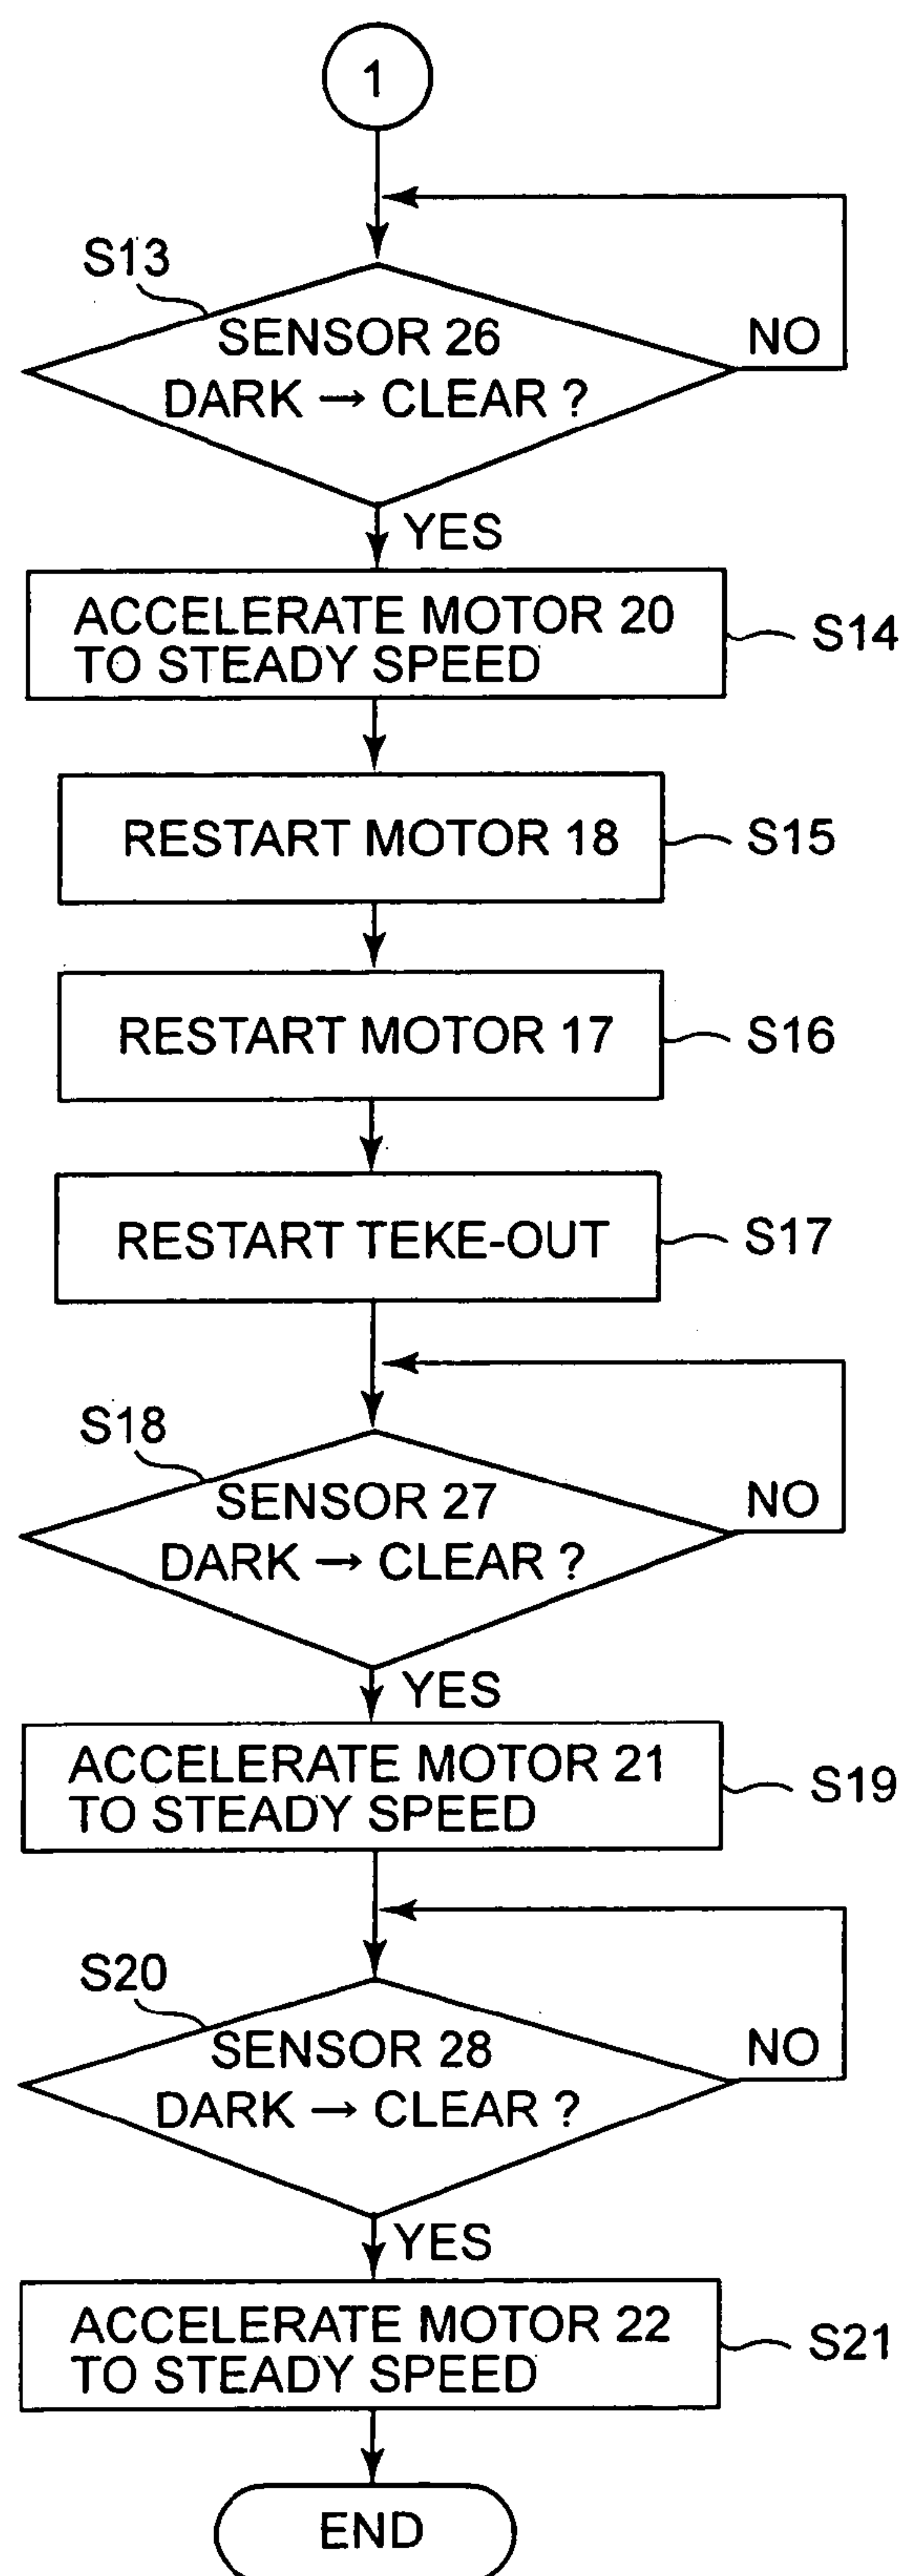 1
S13
SENSOR 26
DARK → CLEAR ?
NO
YES
ACCELERATE MOTOR 20
TO STEADY SPEED
S14
RESTART MOTOR 18
S15
RESTART MOTOR 17
S16
RESTART TEKE-OUT
S17
S18
SENSOR 27
DARK → CLEAR ?
NO
YES
ACCELERATE MOTOR 21
TO STEADY SPEED
S19
S20
SENSOR 28
DARK → CLEAR ?
NO
YES
ACCELERATE MOTOR 22
TO STEADY SPEED
S21
END